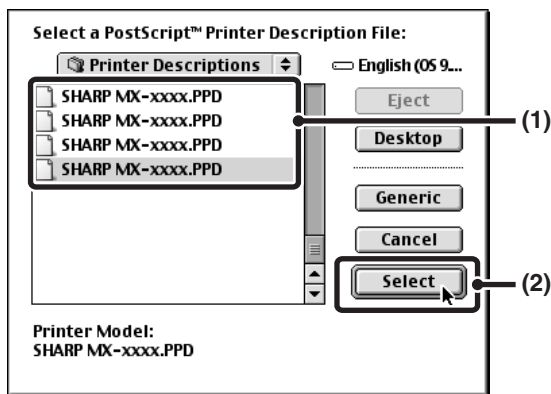 Select a PostScript™ Printer Description File:
Printer Descriptions
English (OS 9....
SHARP MX-xxxx.PPD
SHARP MX-xxxx.PPD
SHARP MX-xxxx.PPD
SHARP MX-xxxx.PPD
Eject
Desktop
Generic
Cancel
Select
(1)
(2)
Printer Model:
SHARP MX-xxxx.PPD